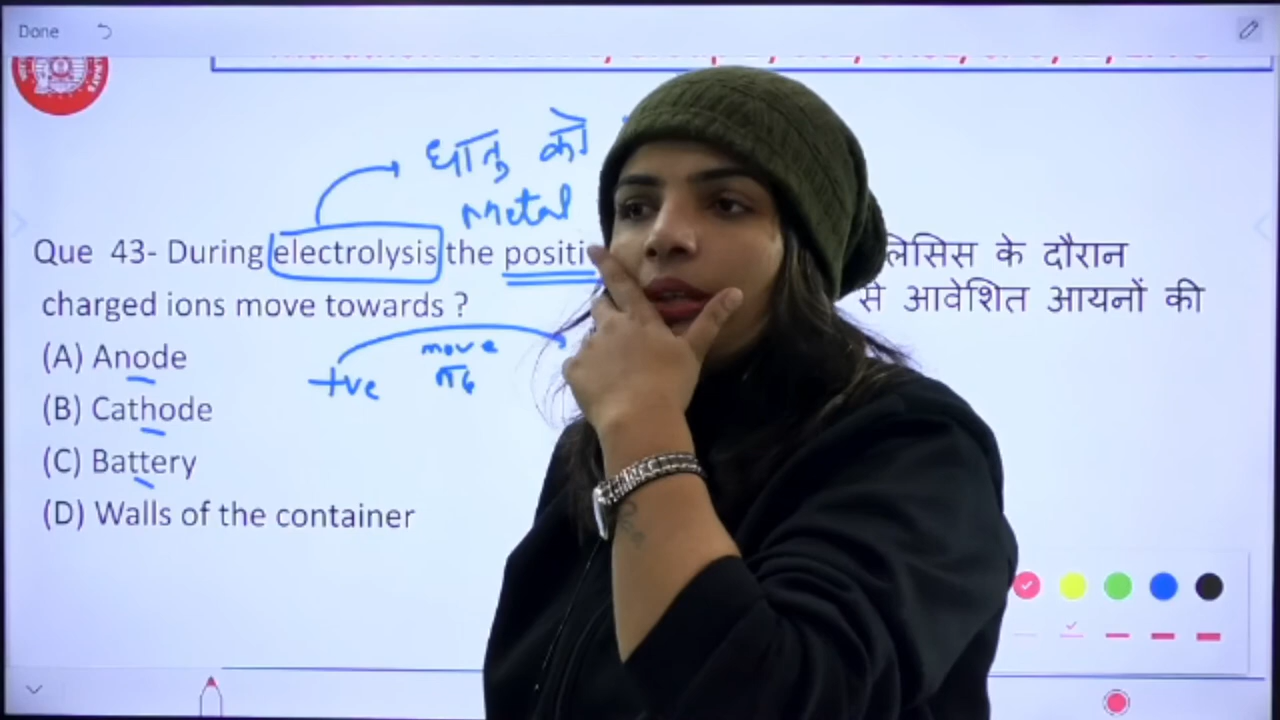 Done
धातु को
metal
Que 43- During electrolysis the positi
लिसिस के दौरान
charged ions move towards ?
से आवेशित आयनों की
(A) Anode
move
+ve
(B) Cathode
(C) Battery
(D) Walls of the container